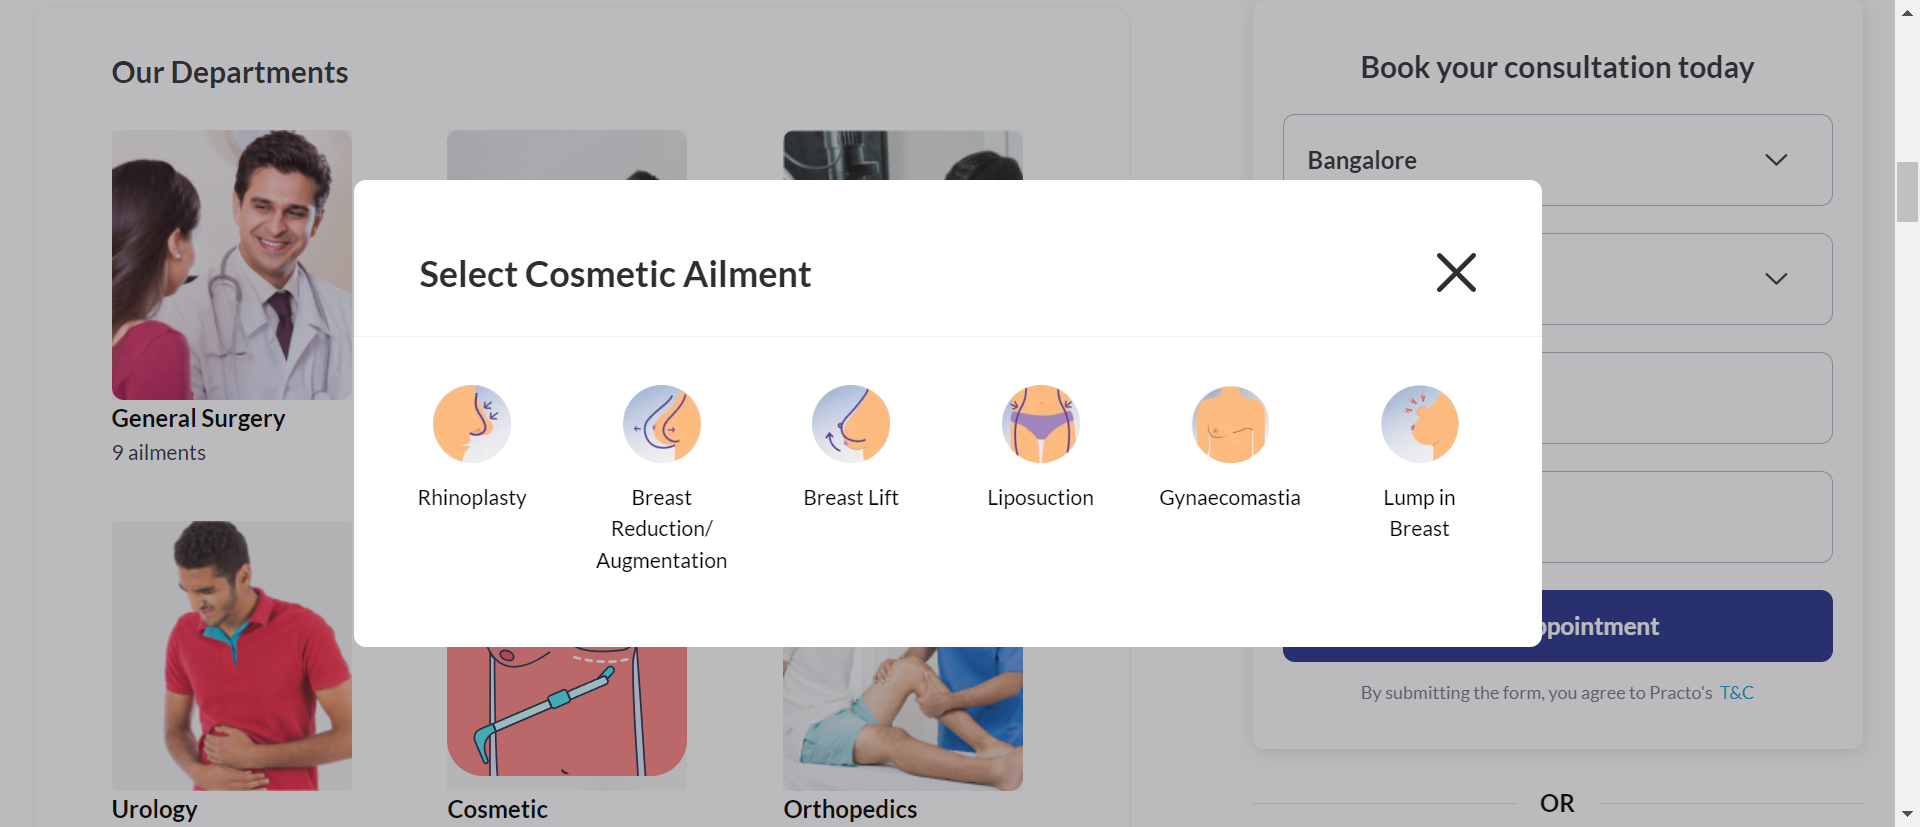 Our Departments
Book your consultation today
Bangalore
Select Cosmetic Ailment
General Surgery
9 ailments
Rhinoplasty
Breast
Reduction/
Augmentation
Breast Lift
Liposuction
Gynaecomastia
Lump in
Breast
ppointment
By submitting the form, you agree to Practo's T&C
Urology
Cosmetic
Orthopedics
OR